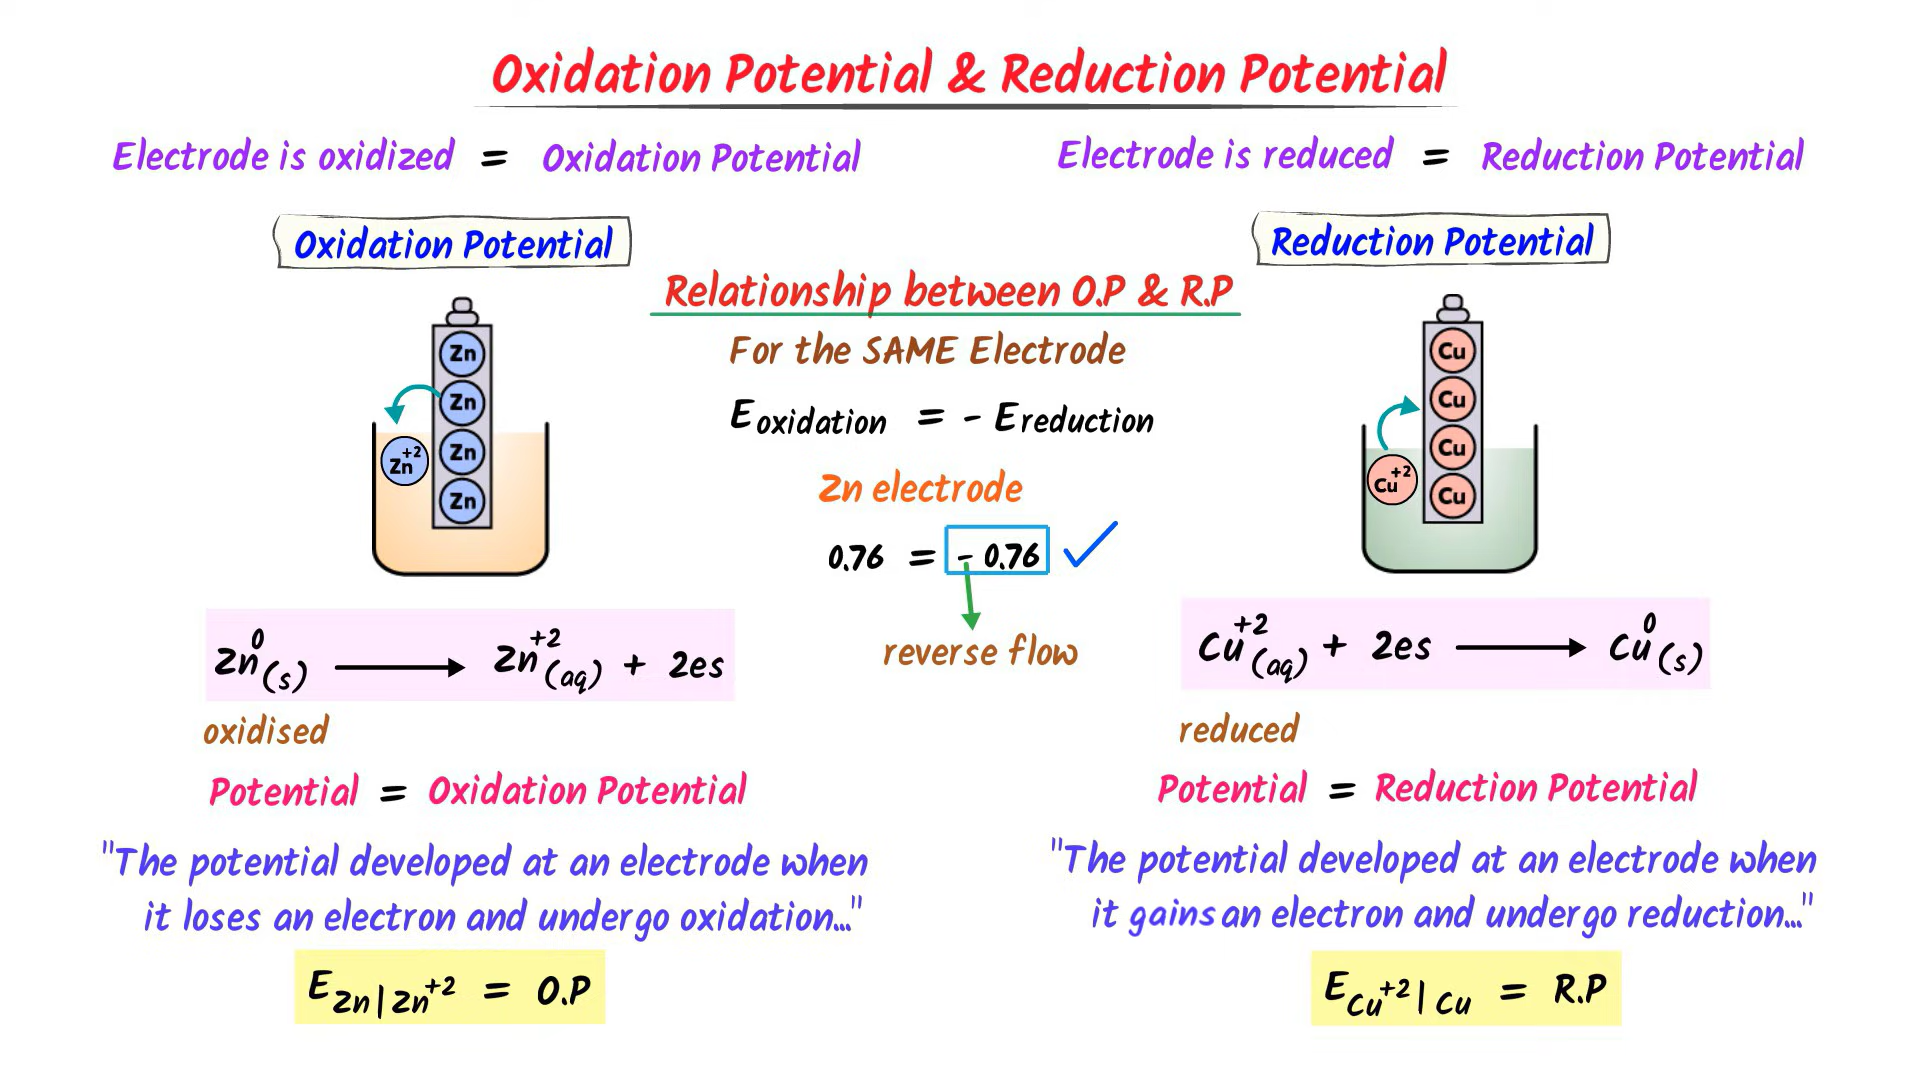 Oxidation Potential & Reduction Potential
Electrode is oxidized = Oxidation Potential
Electrode is reduced = Reduction Potential
Oxidation Potential
Zn
Zn
Zn
Zn
Zn+2
Relationship between O.P & R.P
For the SAME Electrode
Eoxidation = - Ereduction
Zn electrode
0.76 = - 0.76
reverse flow
Reduction Potential
Cu
Cu
Cu
Cu
Cu+2
Zn0(s) ⟶ Zn+2(aq) + 2es
oxidised
Potential = Oxidation Potential
"The potential developed at an electrode when
it loses an electron and undergo oxidation..."
EZn|Zn+2 = O.P
Cu+2(aq) + 2es ⟶ Cu0(s)
reduced
Potential = Reduction Potential
"The potential developed at an electrode when
it gains an electron and undergo reduction..."
ECu+2|Cu = R.P